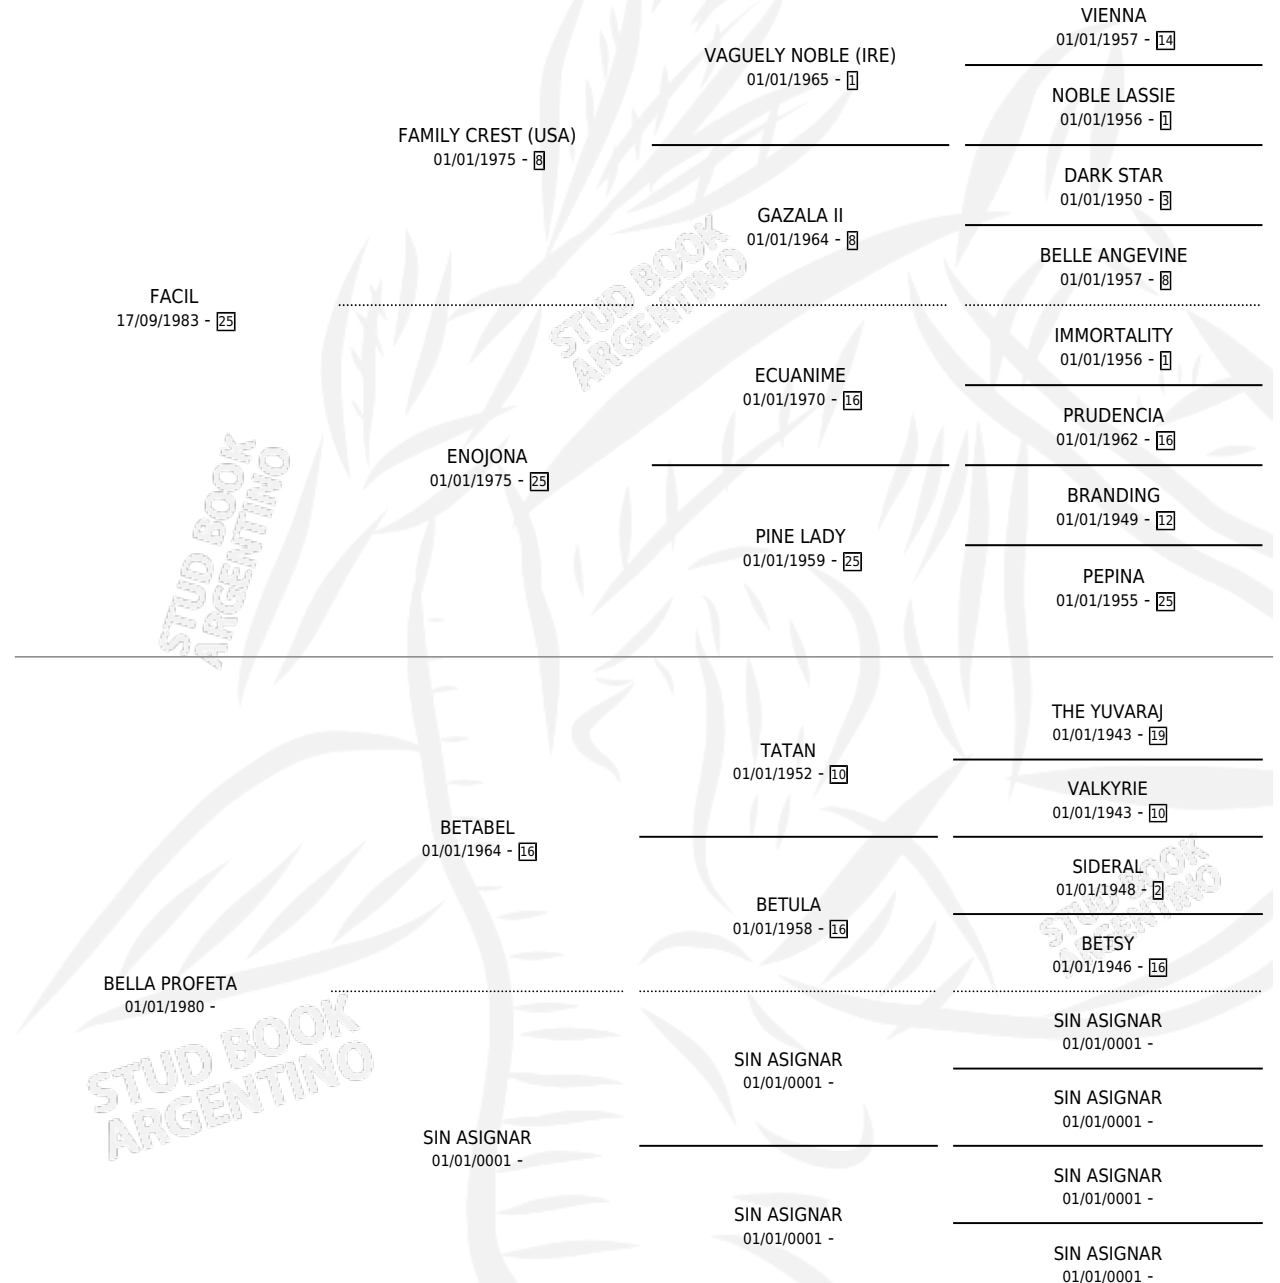 VIENNA
01/01/1957 - 14
VAGUELY NOBLE (IRE)
01/01/1965 - 1
NOBLE LASSIE
01/01/1956 - 1
FAMILY CREST (USA)
01/01/1975 - 8
DARK STAR
01/01/1950 - 3
GAZALA II
01/01/1964 - 8
BELLE ANGEVINE
01/01/1957 - 8
FACIL
17/09/1983 - 25
IMMORTALITY
01/01/1956 - 1
ECUANIME
01/01/1970 - 16
PRUDENCIA
01/01/1962 - 16
ENOJONA
01/01/1975 - 25
BRANDING
01/01/1949 - 12
PINE LADY
01/01/1959 - 25
PEPINA
01/01/1955 - 25
THE YUVARAJ
01/01/1943 - 19
TATAN
01/01/1952 - 10
VALKYRIE
01/01/1943 - 10
BETABEL
01/01/1964 - 16
SIDERAL
01/01/1948 - 2
BETULA
01/01/1958 - 16
BETSY
01/01/1946 - 16
BELLA PROFETA
01/01/1980 -
SIN ASIGNAR
01/01/0001 -
SIN ASIGNAR
01/01/0001 -
SIN ASIGNAR
01/01/0001 -
SIN ASIGNAR
01/01/0001 -
SIN ASIGNAR
01/01/0001 -
SIN ASIGNAR
01/01/0001 -
SIN ASIGNAR
01/01/0001 -
STUD BOOK
ARGENTINO
STUD BOOK
ARGENTINO
STUD BOOK
ARGENTINO
STUD BOOK
ARGENTINO